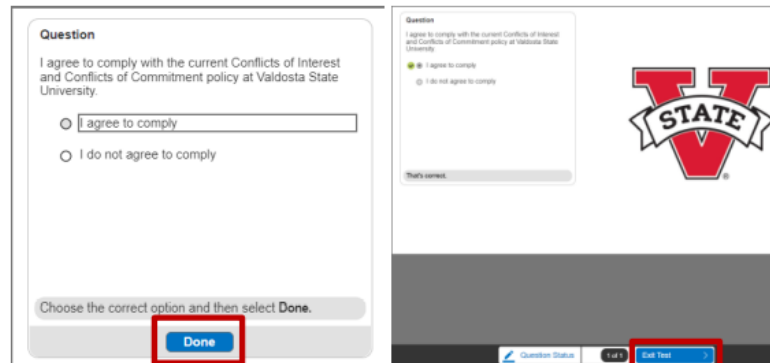 Question
I agree to comply with the current Conflicts of Interest
and Conflicts of Commitment policy at Valdosta State
University.
I agree to comply
I do not agree to comply
Choose the correct option and then select Done.
Done
Question
I agree to comply with the current Conflicts of Interest
and Conflicts of Commitment policy at Valdosta State
University.
I agree to comply
I do not agree to comply
That's correct.
V STATE
®
Question Status
1 of 1
Exit Test